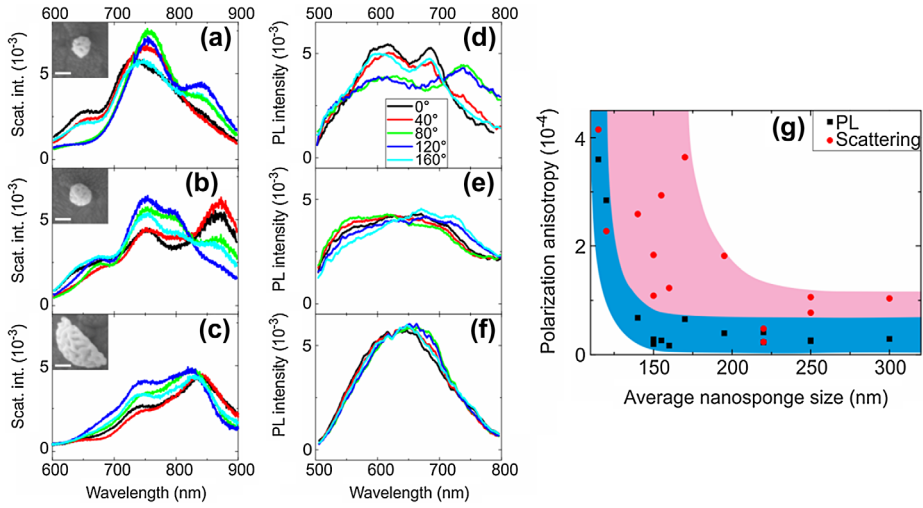 600 700 800 900
500 600 700 800
(a)
(d)
Scat. int. (10⁻³)
5
0
PL intensity (10⁻³)
5
0
0°
40°
80°
120°
160°
(b)
(e)
Scat. int. (10⁻³)
5
0
PL intensity (10⁻³)
5
0
(c)
(f)
Scat. int. (10⁻³)
5
0
PL intensity (10⁻³)
5
0
600 700 800 900
500 600 700 800
Wavelength (nm)
Wavelength (nm)
(g)
PL
Scattering
Polarization anisotropy (10⁻⁴)
4
2
0
150 200 250 300
Average nanosponge size (nm)